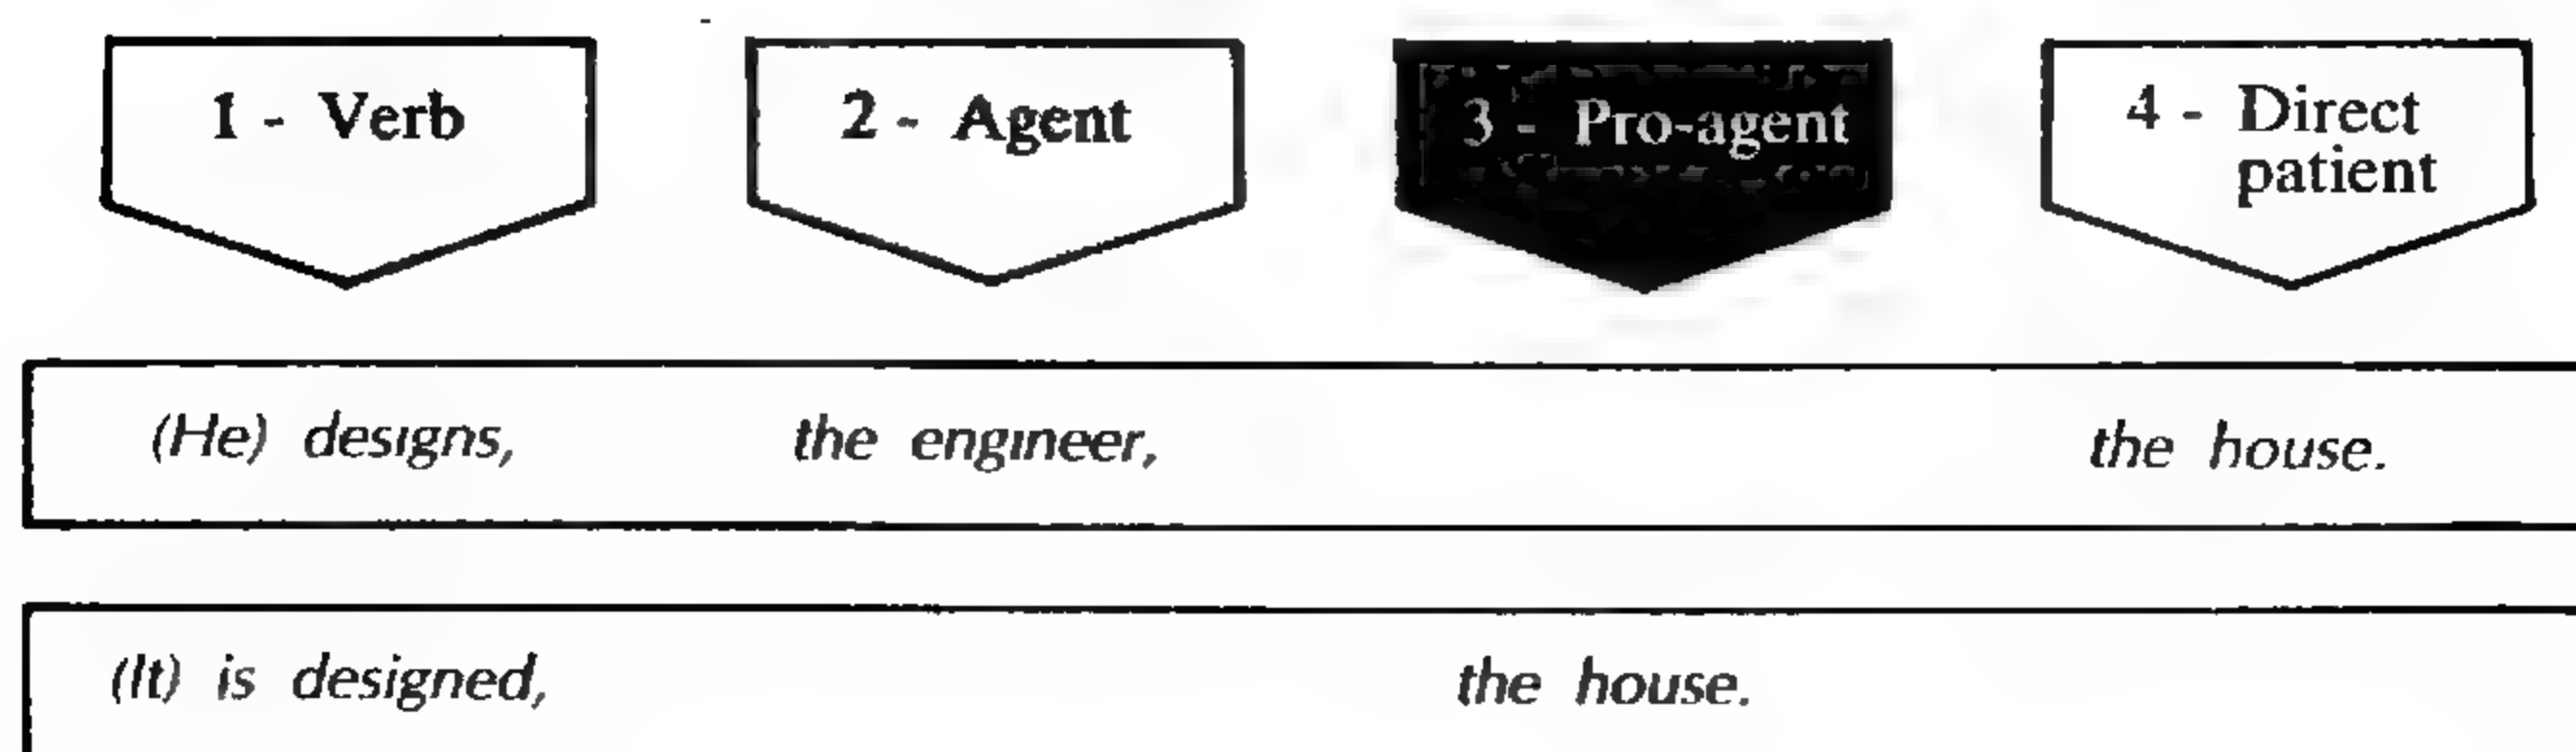 1 - Verb
2 - Agent
3 - Pro-agent
4 - Direct
patient
(He) designs,
the engineer,
the house.
(It) is designed,
the house.